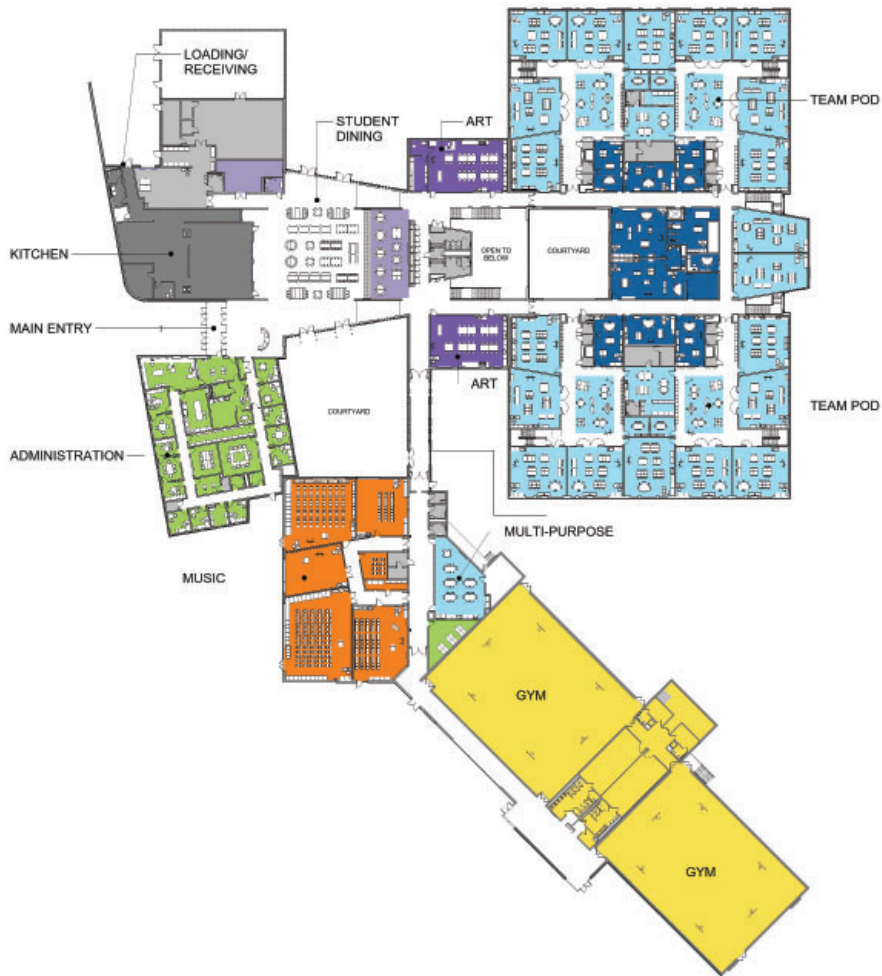 LOADING/
RECEIVING
STUDENT
DINING
ART
TEAM POD
KITCHEN
OPEN TO
BELOW
COURTYARD
MAIN ENTRY
ART
TEAM POD
COURTYARD
ADMINISTRATION
MULTI-PURPOSE
MUSIC
GYM
GYM